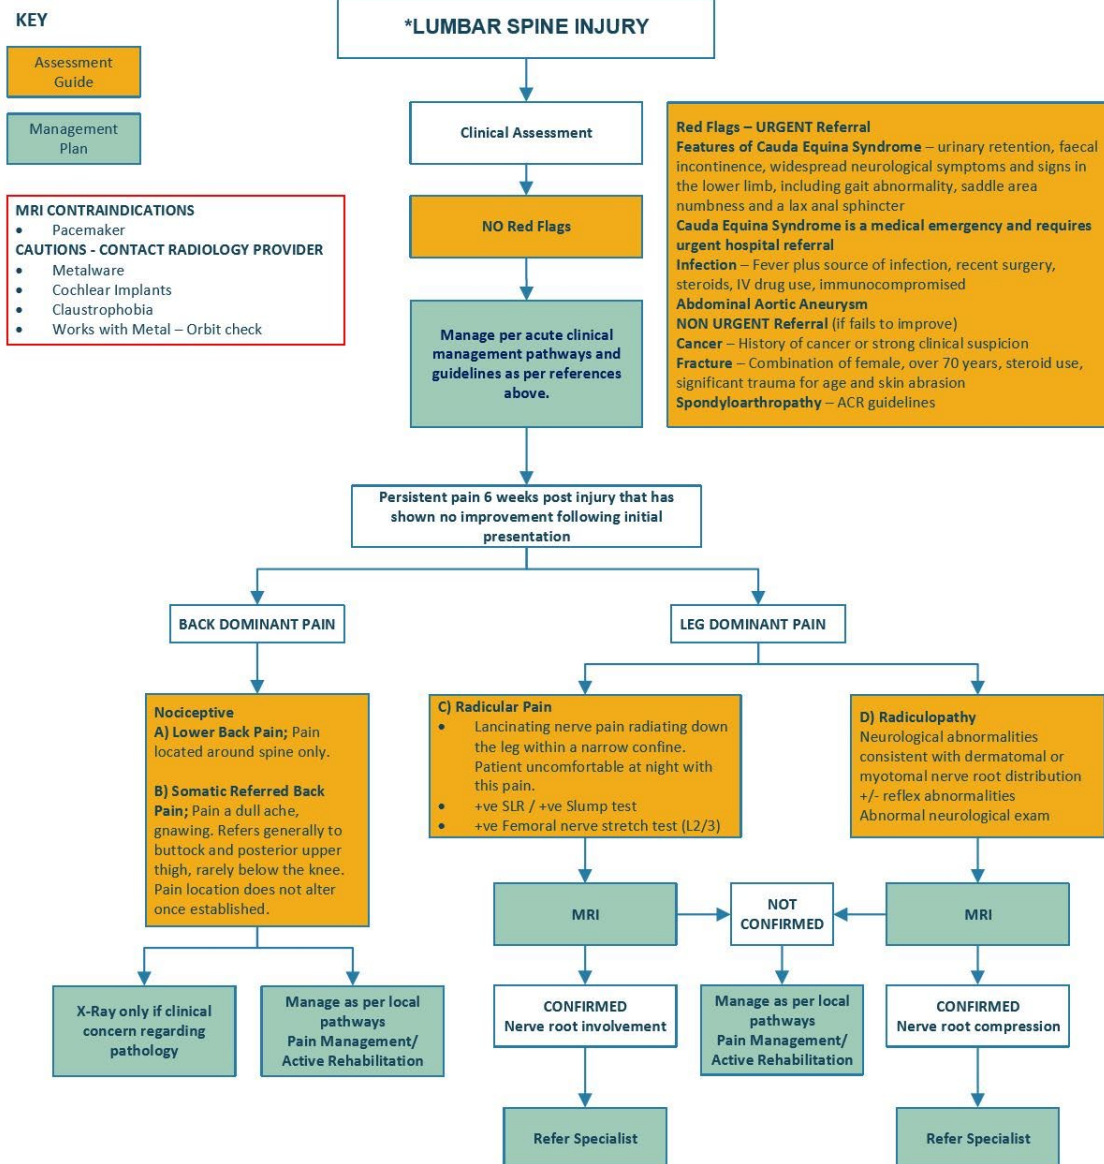 KEY
Assessment
Guide
Management
Plan
MRI CONTRAINDICATIONS
• Pacemaker
CAUTIONS - CONTACT RADIOLOGY PROVIDER
• Metalware
• Cochlear Implants
• Claustrophobia
• Works with Metal – Orbit check
*LUMBAR SPINE INJURY
Clinical Assessment
NO Red Flags
Manage per acute clinical
management pathways and
guidelines as per references
above.
Red Flags – URGENT Referral
Features of Cauda Equina Syndrome – urinary retention, faecal
incontinence, widespread neurological symptoms and signs in
the lower limb, including gait abnormality, saddle area
numbness and a lax anal sphincter
Cauda Equina Syndrome is a medical emergency and requires
urgent hospital referral
Infection – Fever plus source of infection, recent surgery,
steroids, IV drug use, immunocompromised
Abdominal Aortic Aneurysm
NON URGENT Referral (if fails to improve)
Cancer – History of cancer or strong clinical suspicion
Fracture – Combination of female, over 70 years, steroid use,
significant trauma for age and skin abrasion
Spondyloarthropathy – ACR guidelines
Persistent pain 6 weeks post injury that has
shown no improvement following initial
presentation
BACK DOMINANT PAIN
LEG DOMINANT PAIN
Nociceptive
A) Lower Back Pain; Pain
located around spine only.
B) Somatic Referred Back
Pain; Pain a dull ache,
gnawing. Refers generally to
buttock and posterior upper
thigh, rarely below the knee.
Pain location does not alter
once established.
C) Radicular Pain
• Lancinating nerve pain radiating down
the leg within a narrow confine.
Patient uncomfortable at night with
this pain.
• +ve SLR / +ve Slump test
• +ve Femoral nerve stretch test (L2/3)
D) Radiculopathy
Neurological abnormalities
consistent with dermatomal or
myotomal nerve root distribution
+/- reflex abnormalities
Abnormal neurological exam
MRI
NOT
CONFIRMED
MRI
X-Ray only if clinical
concern regarding
pathology
Manage as per local
pathways
Pain Management/
Active Rehabilitation
CONFIRMED
Nerve root involvement
Manage as per local
pathways
Pain Management/
Active Rehabilitation
CONFIRMED
Nerve root compression
Refer Specialist
Refer Specialist